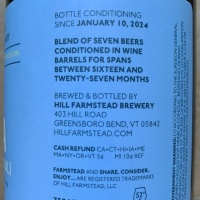 BOTTLE CONDITIONING
SINCE JANUARY 10, 2024
BLEND OF SEVEN BEERS
CONDITIONED IN WINE
BARRELS FOR SPANS
BETWEEN SIXTEEN AND
TWENTY-SEVEN MONTHS
BREWED & BOTTLED BY
HILL FARMSTEAD BREWERY
403 HILL ROAD
GREENSBORO BEND, VT 05842
HILLFARMSTEAD.COM
CASH REFUND CA•CT•HI•IA•ME
MA•NY•OR•VT 5¢ MI 10¢ REF
FARMSTEAD AND SHARE. CONSIDER.
ENJOY... ARE REGISTERED TRADEMARKS
OF HILL FARMSTEAD, LLC